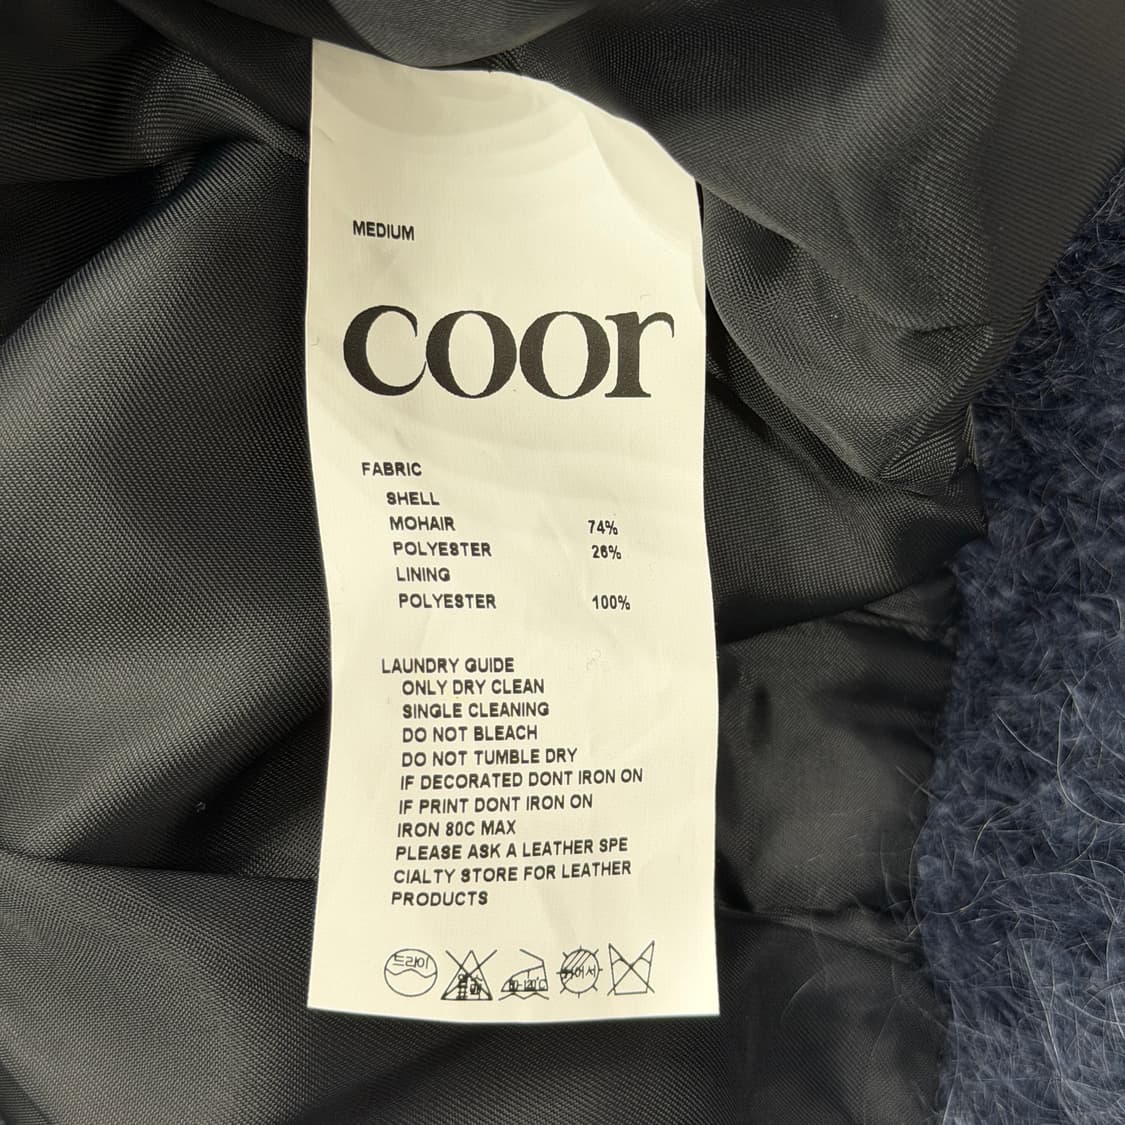 MEDIUM
coor
FABRIC
SHELL
MOHAIR 74%
POLYESTER 26%
LINING
POLYESTER 100%
LAUNDRY GUIDE
ONLY DRY CLEAN
SINGLE CLEANING
DO NOT BLEACH
DO NOT TUMBLE DRY
IF DECORATED DONT IRON ON
IF PRINT DONT IRON ON
IRON 80C MAX
PLEASE ASK A LEATHER SPE
CIALTY STORE FOR LEATHER
PRODUCTS
드라이